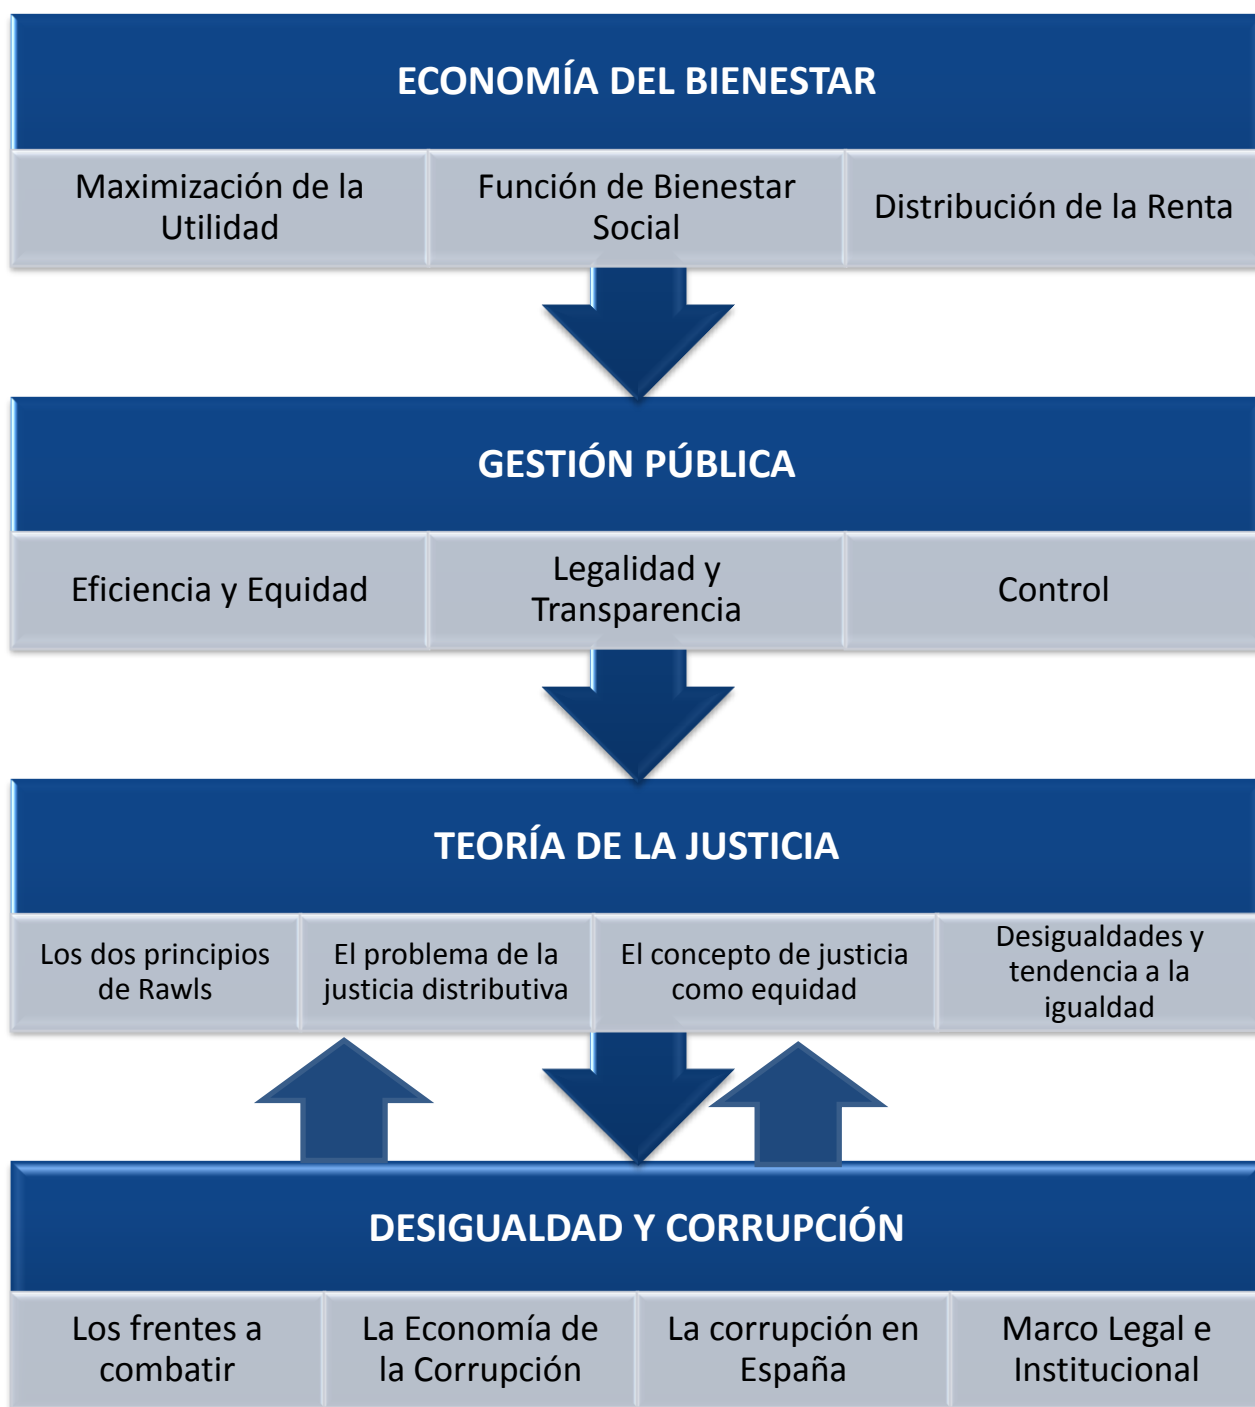 ECONOMÍA DEL BIENESTAR
Maximización de la
Utilidad
Función de Bienestar
Social
Distribución de la Renta
GESTIÓN PÚBLICA
Eficiencia y Equidad
Legalidad y
Transparencia
Control
TEORÍA DE LA JUSTICIA
Los dos principios
de Rawls
El problema de la
justicia distributiva
El concepto de justicia
como equidad
Desigualdades y
tendencia a la
igualdad
DESIGUALDAD Y CORRUPCIÓN
Los frentes a
combatir
La Economía de
la Corrupción
La corrupción en
España
Marco Legal e
Institucional